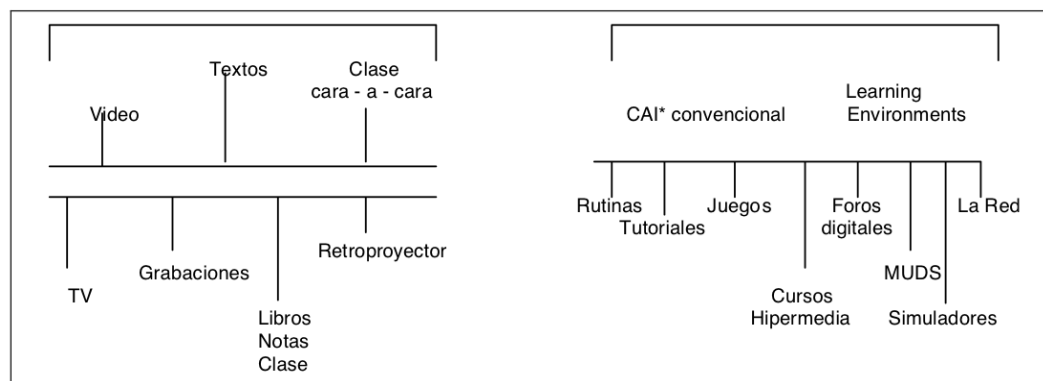 Textos
Clase
cara - a - cara
Video
TV
Grabaciones
Libros
Notas
Clase
Retroproyector
CAI* convencional
Learning
Environments
Rutinas
Tutoriales
Juegos
Cursos
Hipermedia
Foros
digitales
MUDS
Simuladores
La Red